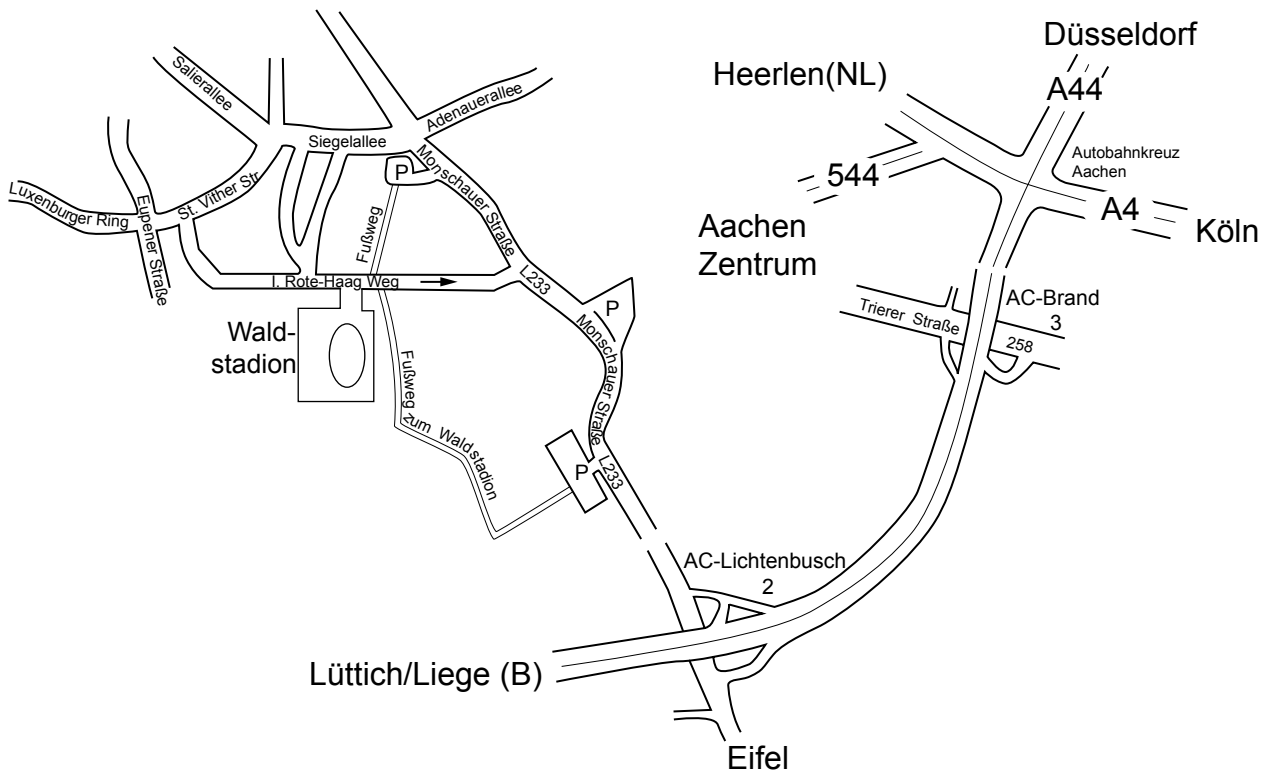 Düsseldorf
Heerlen(NL)
A44
Salierallee
Adenauerallee
Siegelallee
Autobahnkreuz
Aachen
P
Monschauer Straße
544
A4
Luxenburger Ring
Eupener Straße
St. Vither Str.
Aachen
Zentrum
Köln
Fußweg
I. Rote-Haag Weg
L233
P
AC-Brand
3
Trierer Straße
258
Wald-
stadion
Monschauer Straße
Fußweg
zum Waldstadion
P
L233
AC-Lichtenbusch
2
Lüttich/Liege (B)
Eifel